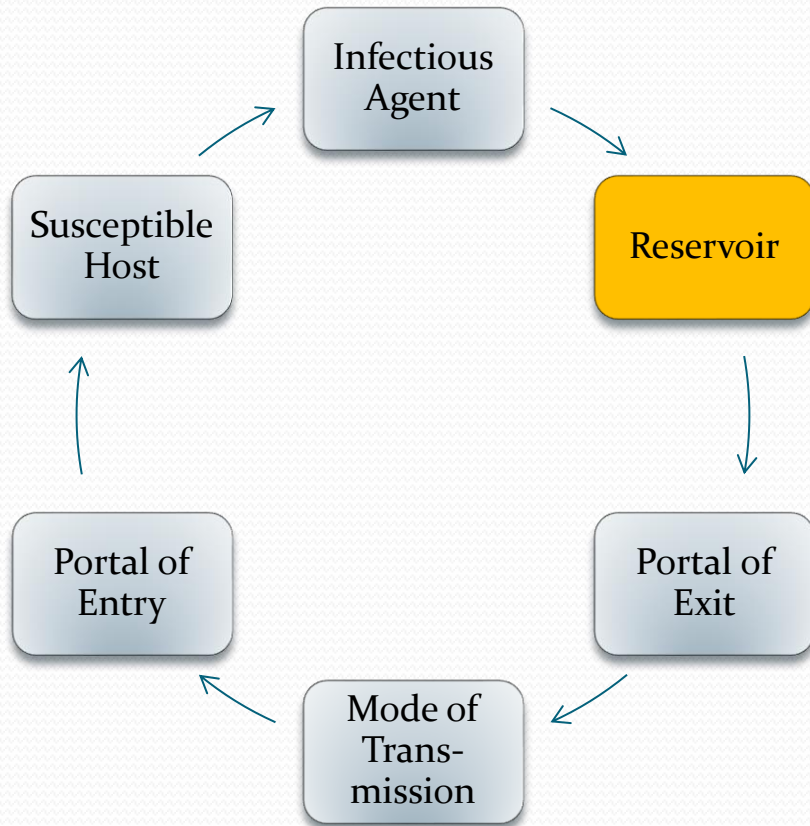 Infectious
Agent
Reservoir
Portal of
Exit
Mode of
Trans-
mission
Portal of
Entry
Susceptible
Host